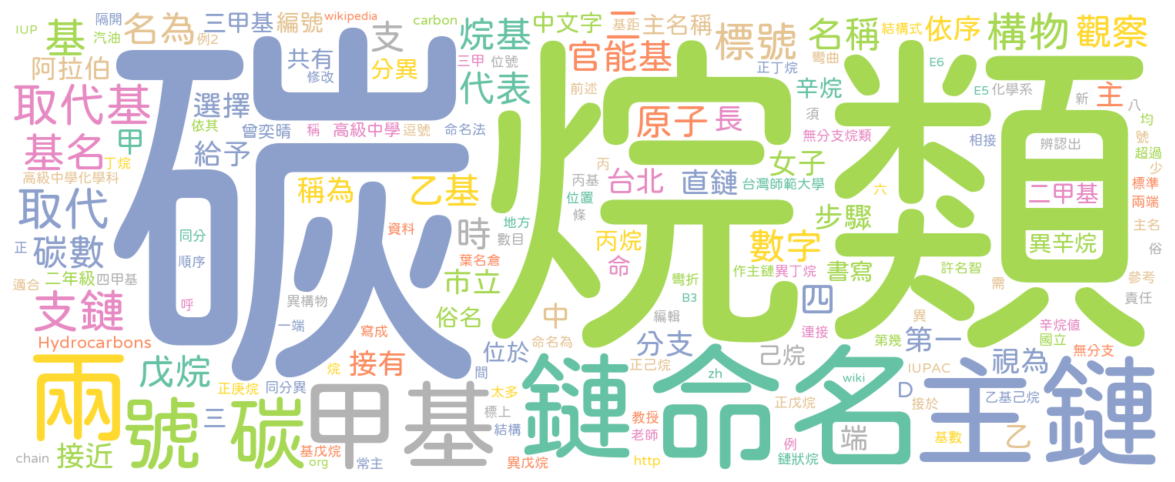 碳
烷類
甲基
鏈
命名
主鏈
兩
號
碳
IUP
隔開
汽油
名為
例2
三甲基
編號
wikipedia
支
carbon
烷基
中文字
三
基距
主名稱
標號
名稱
結構式
依序
構物
觀察
基
阿拉伯
共有
修改
分異
三甲
位號
代表
官能基
正丁烷
彎曲
E6
取代基
選擇
依其
曾奕晴
稱
高級中學
逗號
命名法
前述
原子
長
辛烷
須
E5
化學系
新
主
八
均
基名
甲
丁烷
給予
無分支烷類
相接
辨認出
號
超過
少
高級中學化學科
稱為
乙基
丙
丙基
台北
直鏈
女子
台灣師範大學
六
二甲基
標準
兩端
取代
位置
條
步驟
主名
正
碳數
同分
順序
資料
時
地方
數目
丙烷
數字
異辛烷
俗
二年級
四甲基
葉名倉
命
彎折
作主鏈
異丁烷
書寫
許名智
需
參考
適合
呼
異構物
市立
B3
四
異
責任
支鏈
一端
寫成
俗名
中
編輯
連接
第幾
辛烷值
國立
Hydrocarbons
命名為
分支
己烷
第一
無分支
戊烷
接有
位於
間
正己烷
zh
wiki
IUPAC
視為
正庚烷
同分異
烷
太多
D
接於
乙基己烷
三
標上
結構
教授
老師
正戊烷
端
基數
乙
chain
接近
基戊烷
org
常主
異戊烷
http
例
鏈狀烷